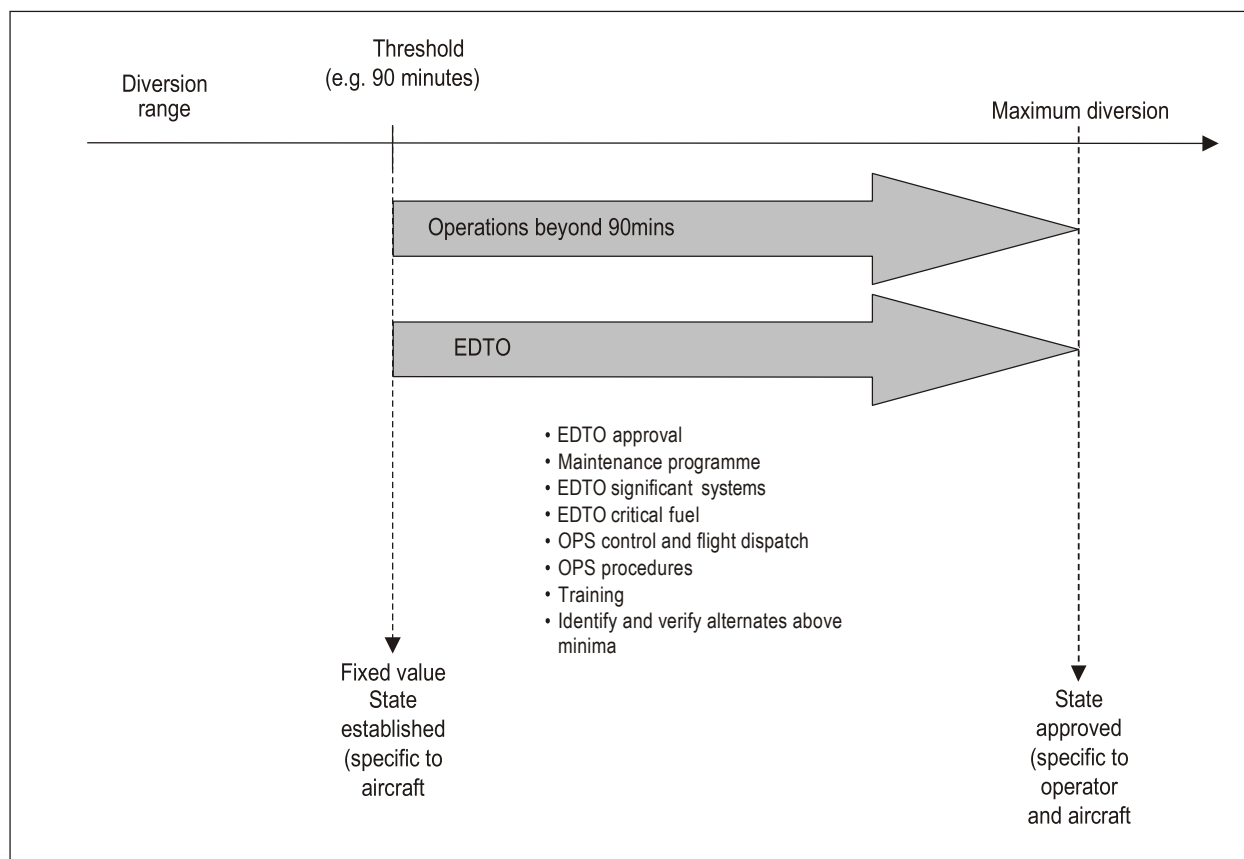 Threshold
(e.g. 90 minutes)
Diversion
range
Maximum diversion
Operations beyond 90mins
EDTO
• EDTO approval
• Maintenance programme
• EDTO significant systems
• EDTO critical fuel
• OPS control and flight dispatch
• OPS procedures
• Training
• Identify and verify alternates above
minima
Fixed value
State
established
(specific to
aircraft
State
approved
(specific to
operator
and aircraft